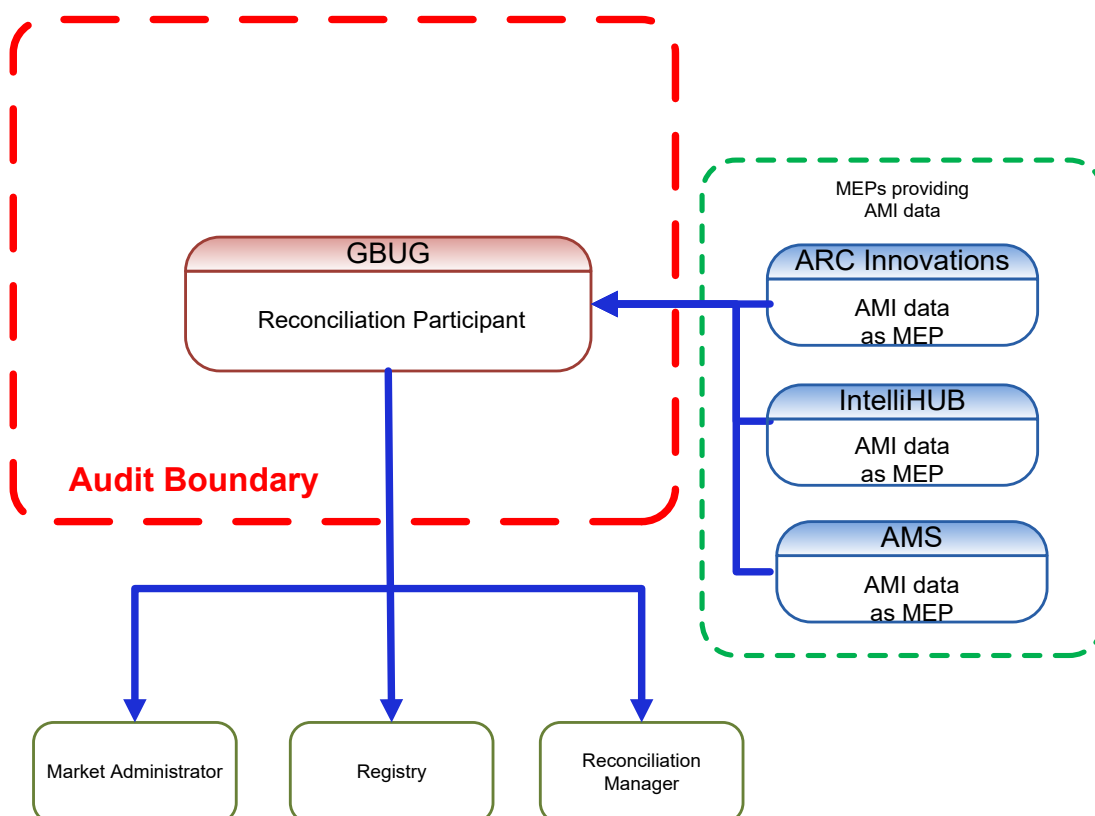 MEPs providing
AMI data
GBUG
Reconciliation Participant
ARC Innovations
AMI data
as MEP
IntelliHUB
AMI data
as MEP
Audit Boundary
AMS
AMI data
as MEP
Market Administrator
Registry
Reconciliation
Manager